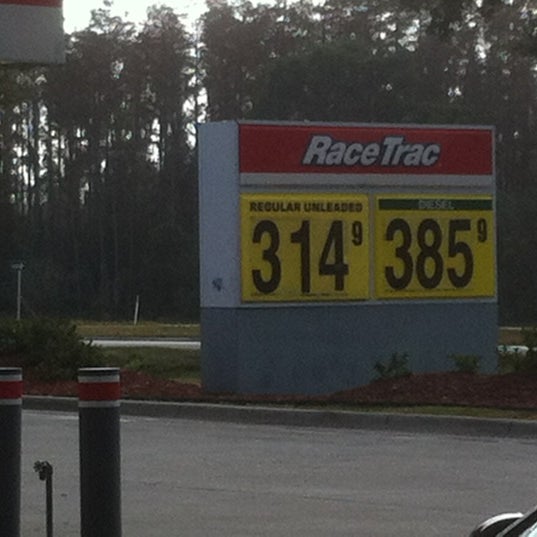 RaceTrac
REGULAR UNLEADED
314 9
DIESEL
385 9